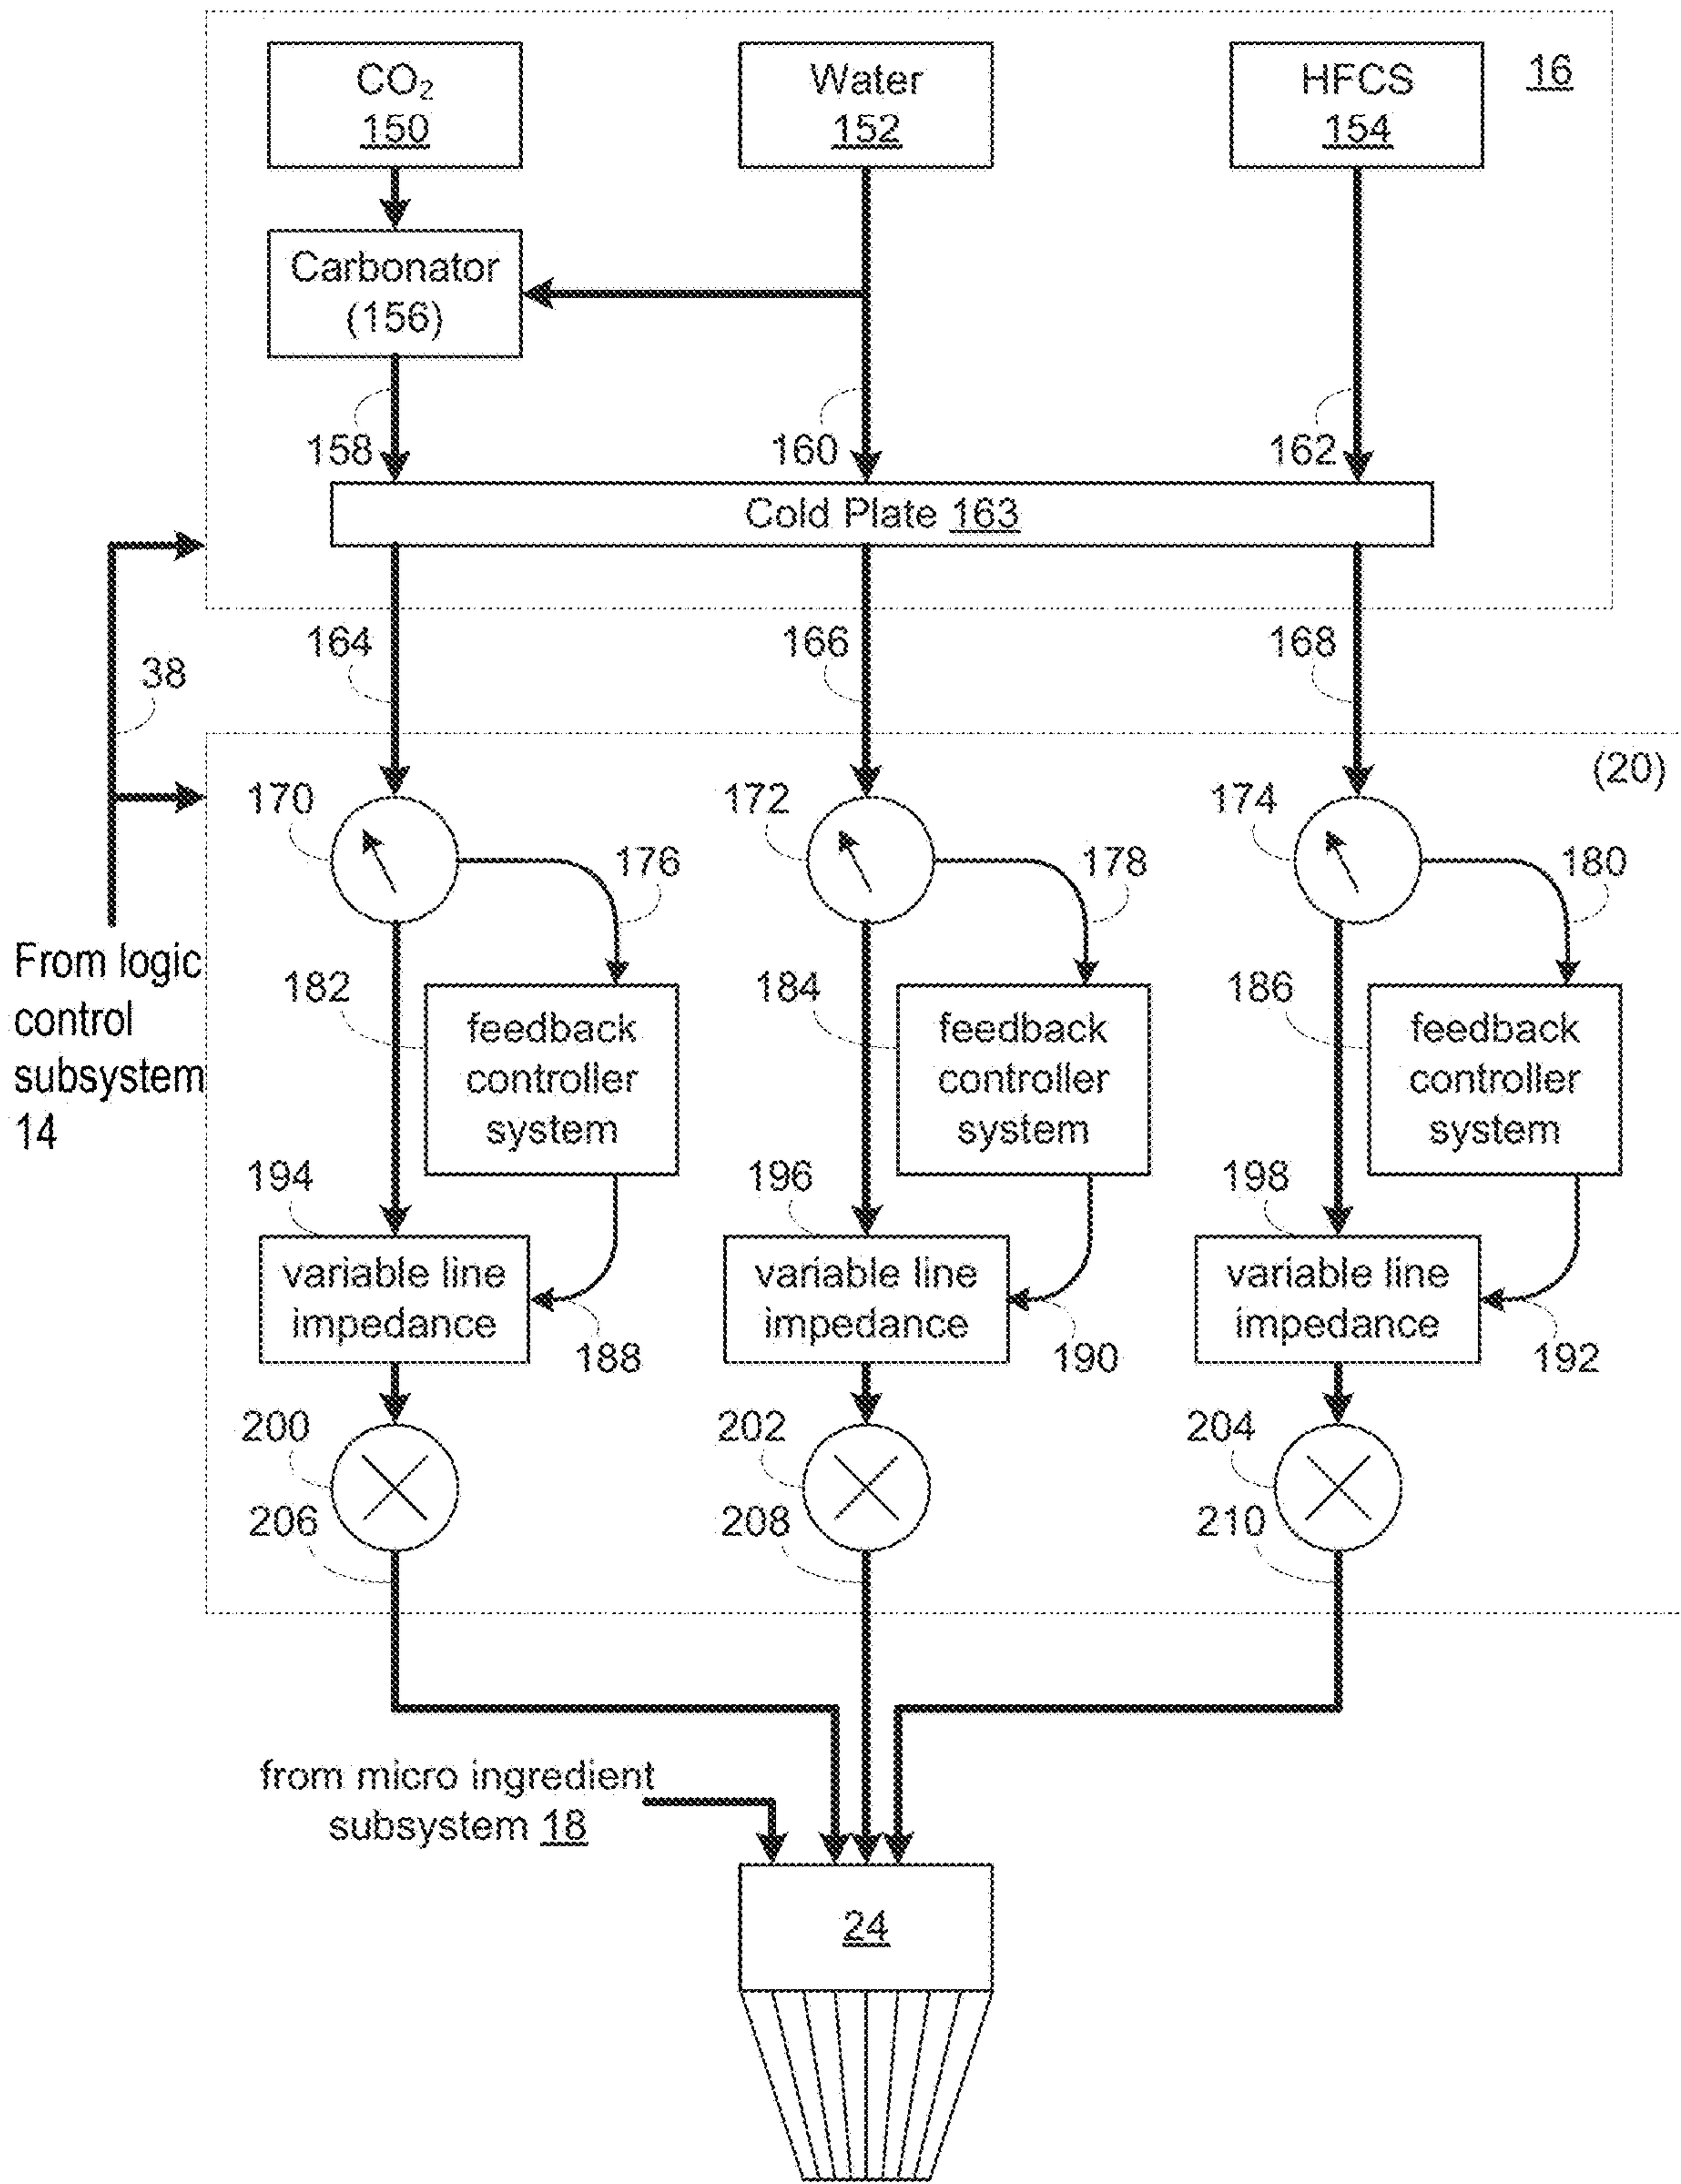 16
CO₂
150
Water
152
HFCS
154
Carbonator
(156)
158
160
162
Cold Plate 163
164
166
168
38
(20)
170
172
174
176
178
180
From logic
control
subsystem
14
182
184
186
feedback
controller
system
feedback
controller
system
feedback
controller
system
194
196
198
variable line
impedance
variable line
impedance
variable line
impedance
188
190
192
200
202
204
206
208
210
from micro ingredient
subsystem 18
24